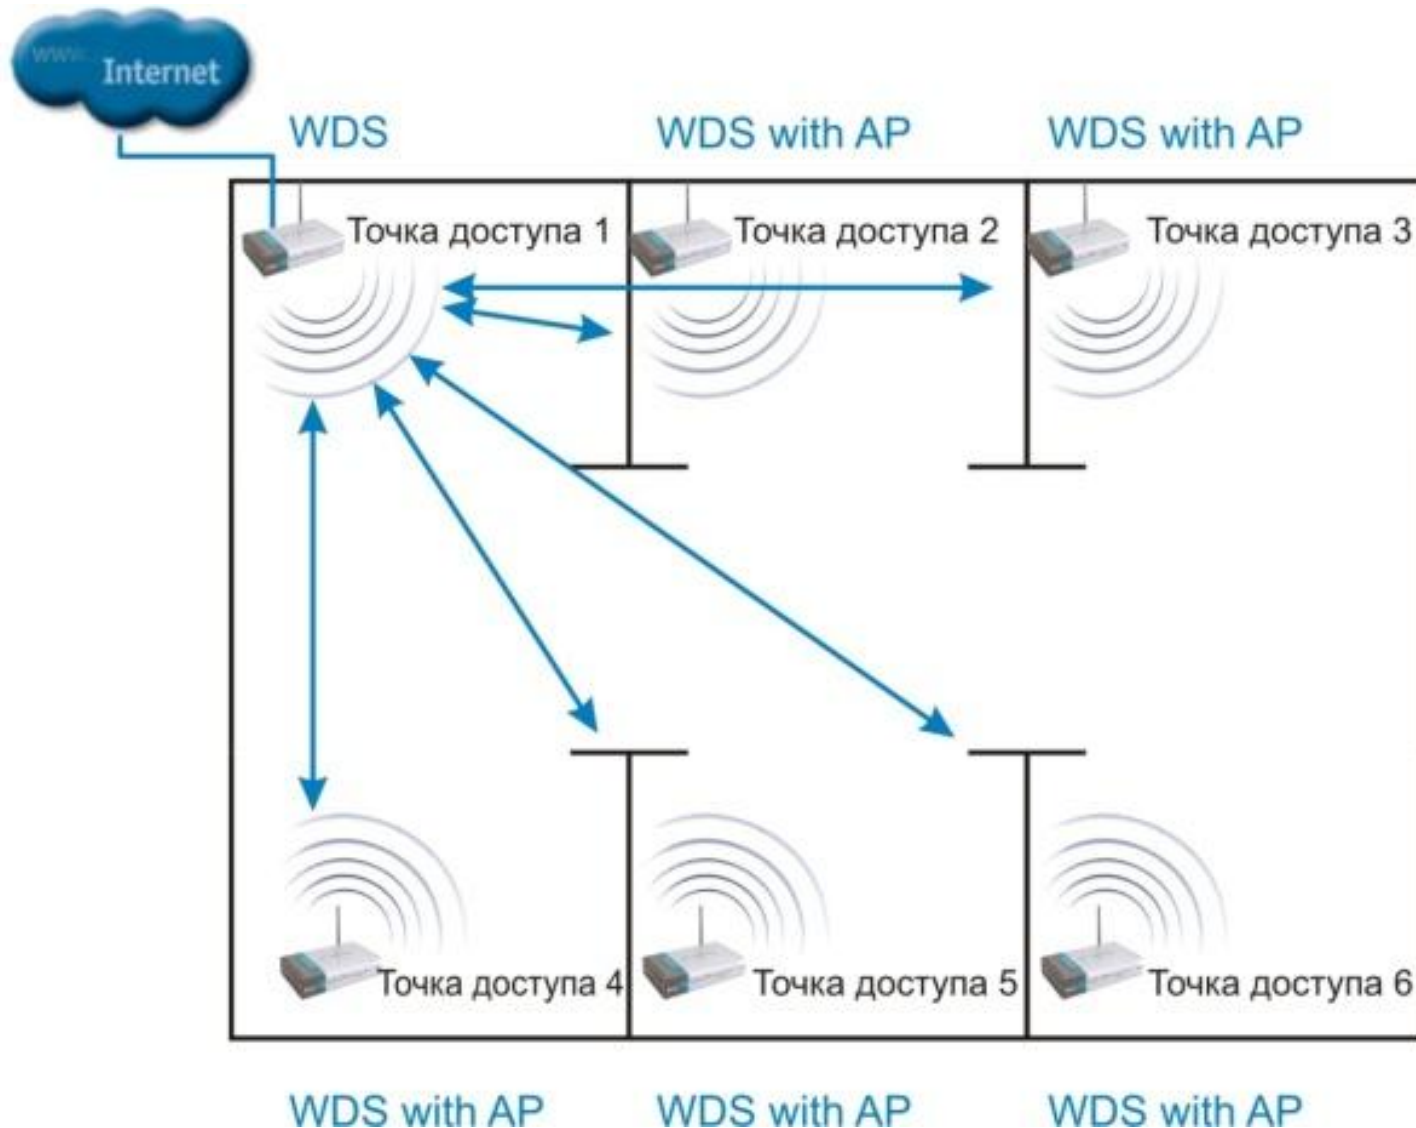 www.
Internet
WDS
WDS with AP
WDS with AP
Точка доступа 1
Точка доступа 2
Точка доступа 3
Точка доступа 4
Точка доступа 5
Точка доступа 6
WDS with AP
WDS with AP
WDS with AP